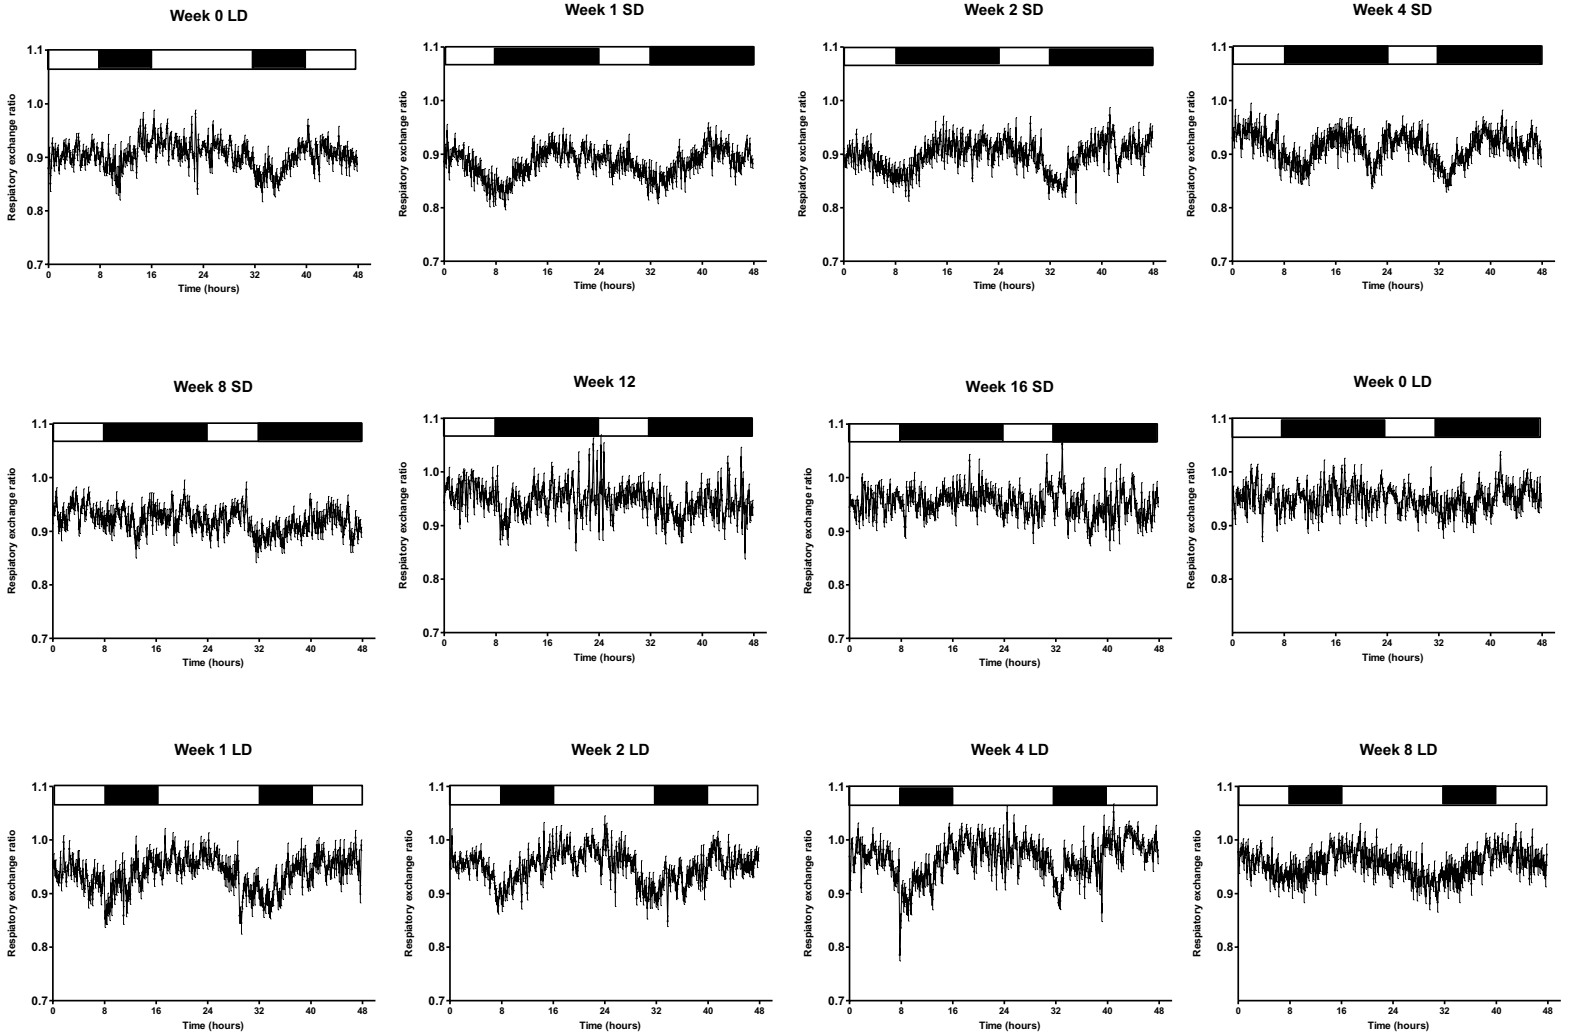 Week 0 LD
Respiatory exchange ratio
1.1
1.0
0.9
0.8
0.7
0 8 16 24 32 40 48
Time (hours)
Week 1 SD
Respiatory exchange ratio
1.1
1.0
0.9
0.8
0.7
0 8 16 24 32 40 48
Time (hours)
Week 2 SD
Respiatory exchange ratio
1.1
1.0
0.9
0.8
0.7
0 8 16 24 32 40 48
Time (hours)
Week 4 SD
Respiatory exchange ratio
1.1
1.0
0.9
0.8
0.7
0 8 16 24 32 40 48
Time (hours)
Week 8 SD
Respiatory exchange ratio
1.1
1.0
0.9
0.8
0.7
0 8 16 24 32 40 48
Time (hours)
Week 12
Respiatory exchange ratio
1.1
1.0
0.9
0.8
0.7
0 8 16 24 32 40 48
Time (hours)
Week 16 SD
Respiatory exchange ratio
1.1
1.0
0.9
0.8
0.7
0 8 16 24 32 40 48
Time (hours)
Week 0 LD
Respiatory exchange ratio
1.1
1.0
0.9
0.8
0 8 16 24 32 40 48
Time (hours)
Week 1 LD
Respiatory exchange ratio
1.1
1.0
0.9
0.8
0.7
0 8 16 24 32 40 48
Time (hours)
Week 2 LD
Respiatory exchange ratio
1.1
1.0
0.9
0.8
0.7
0 8 16 24 32 40 48
Time (hours)
Week 4 LD
Respiatory exchange ratio
1.1
1.0
0.9
0.8
0.7
0 8 16 24 32 40 48
Time (hours)
Week 8 LD
Respiatory exchange ratio
1.1
1.0
0.9
0.8
0.7
0 8 16 24 32 40 48
Time (hours)